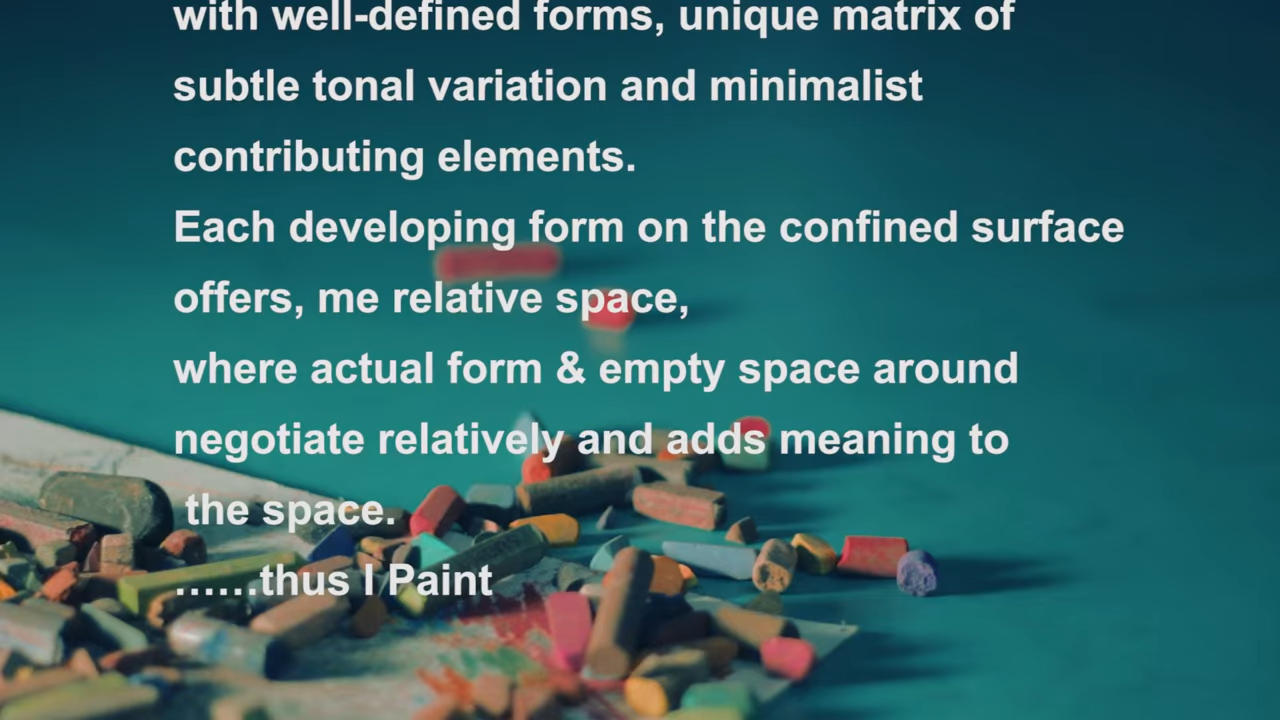 with well-defined forms, unique matrix of
subtle tonal variation and minimalist
contributing elements.
Each developing form on the confined surface
offers, me relative space,
where actual form & empty space around
negotiate relatively and adds meaning to
the space.
......thus I Paint